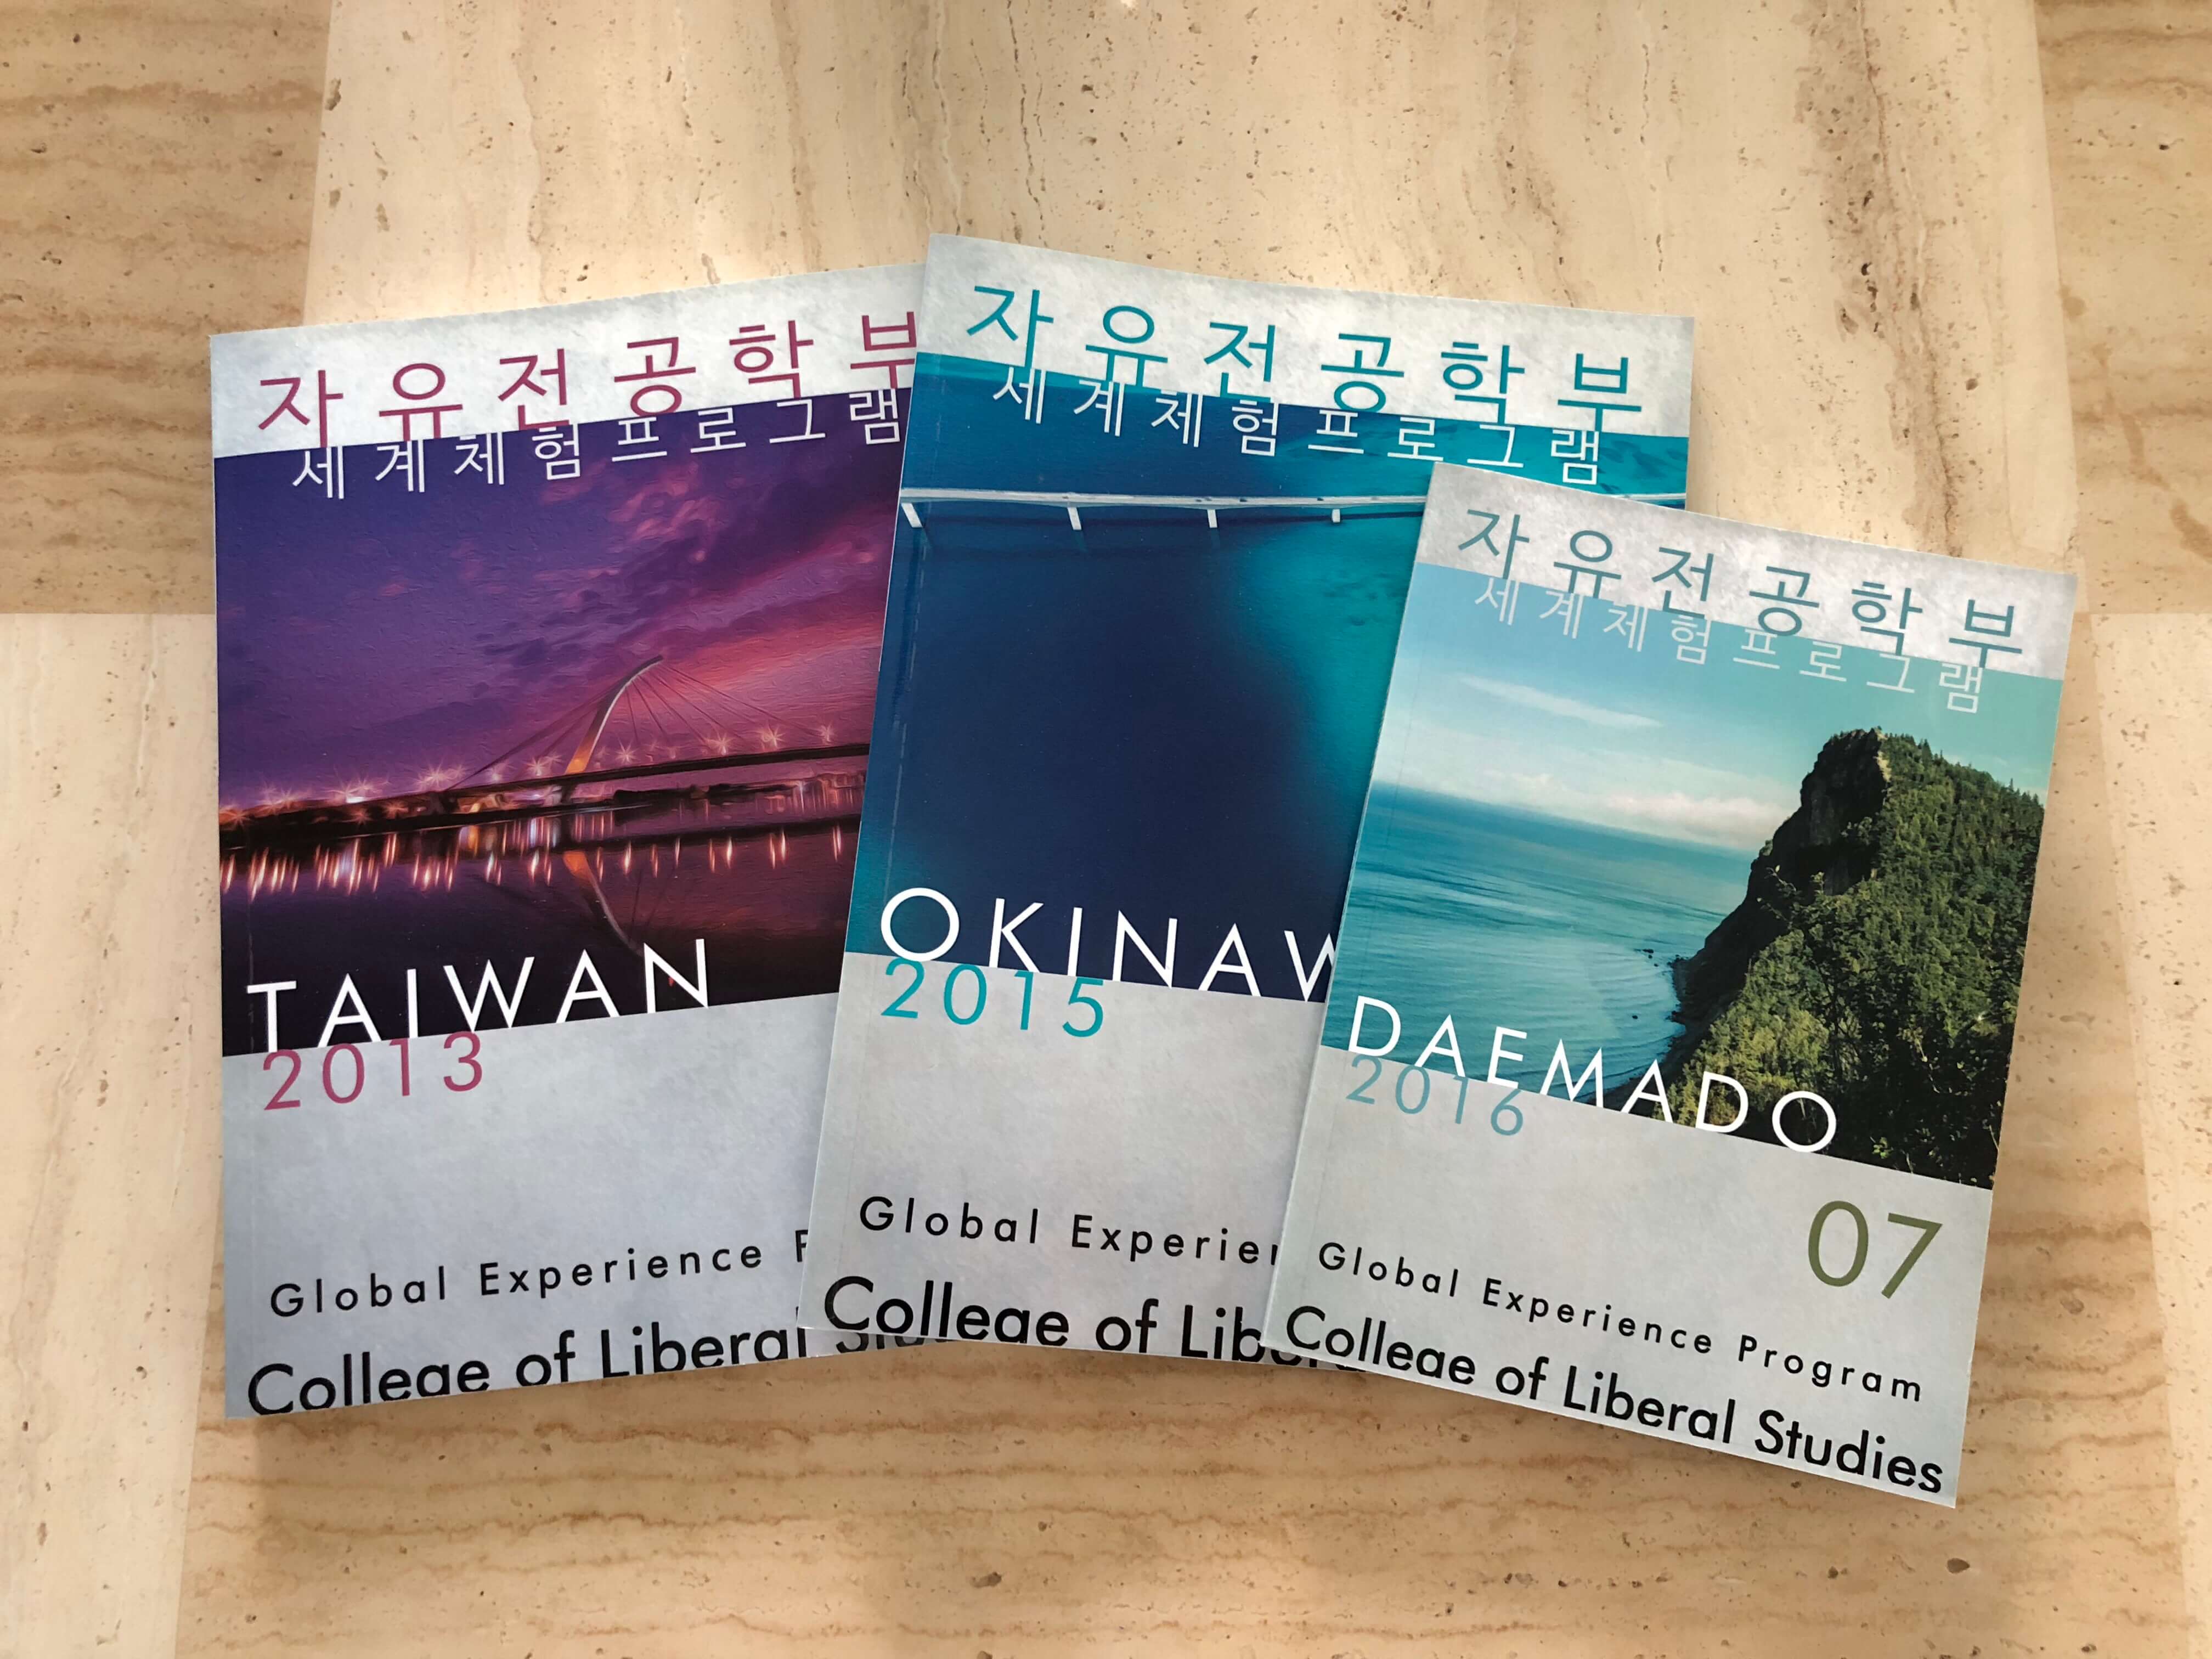 자유전공학부
세계체험프로그램
TAIWAN
2013
Global Experience
College of Liberal
자유전공학부
세계체험프로그램
OKINAW
2015
Global
College of
자유전공학부
세계체험프로그램
DAEMADO
2016
07
Global Experience Program
College of Liberal Studies